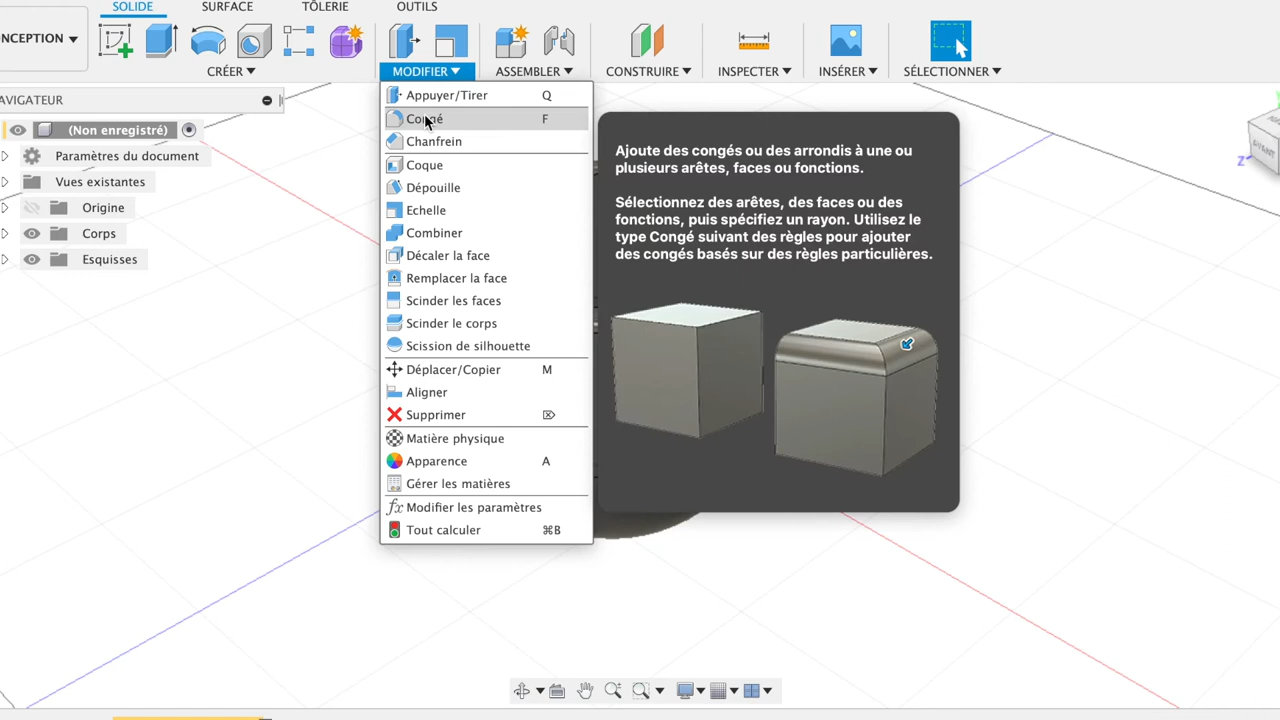 SOLIDE
SURFACE
TÔLERIE
OUTILS
NCEPTION
CRÉER
MODIFIER
ASSEMBLER
CONSTRUIRE
INSPECTER
INSÉRER
SÉLECTIONNER
AVIGATEUR
(Non enregistré)
Paramètres du document
Vues existantes
Origine
Corps
Esquisses
Appuyer/Tirer Q
Congé F
Chanfrein
Coque
Dépouille
Echelle
Combiner
Décaler la face
Remplacer la face
Scinder les faces
Scinder le corps
Scission de silhouette
Déplacer/Copier M
Aligner
Supprimer ⌦
Matière physique
Apparence A
Gérer les matières
Modifier les paramètres
Tout calculer ⌘B
Ajoute des congés ou des arrondis à une ou
plusieurs arêtes, faces ou fonctions.
Sélectionnez des arêtes, des faces ou des
fonctions, puis spécifiez un rayon. Utilisez le
type Congé suivant des règles pour ajouter
des congés basés sur des règles particulières.
AVANT
Z